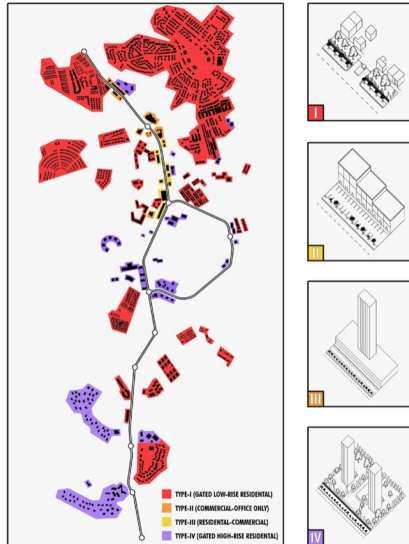 TYPE-I (GATED LOW-RISE RESIDENTAL)
TYPE-II (COMMERCIAL-OFFICE ONLY)
TYPE-III (RESIDENTAL-COMMERCIAL)
TYPE-IV (GATED HIGH-RISE RESIDENTAL)
I
II
III
IV